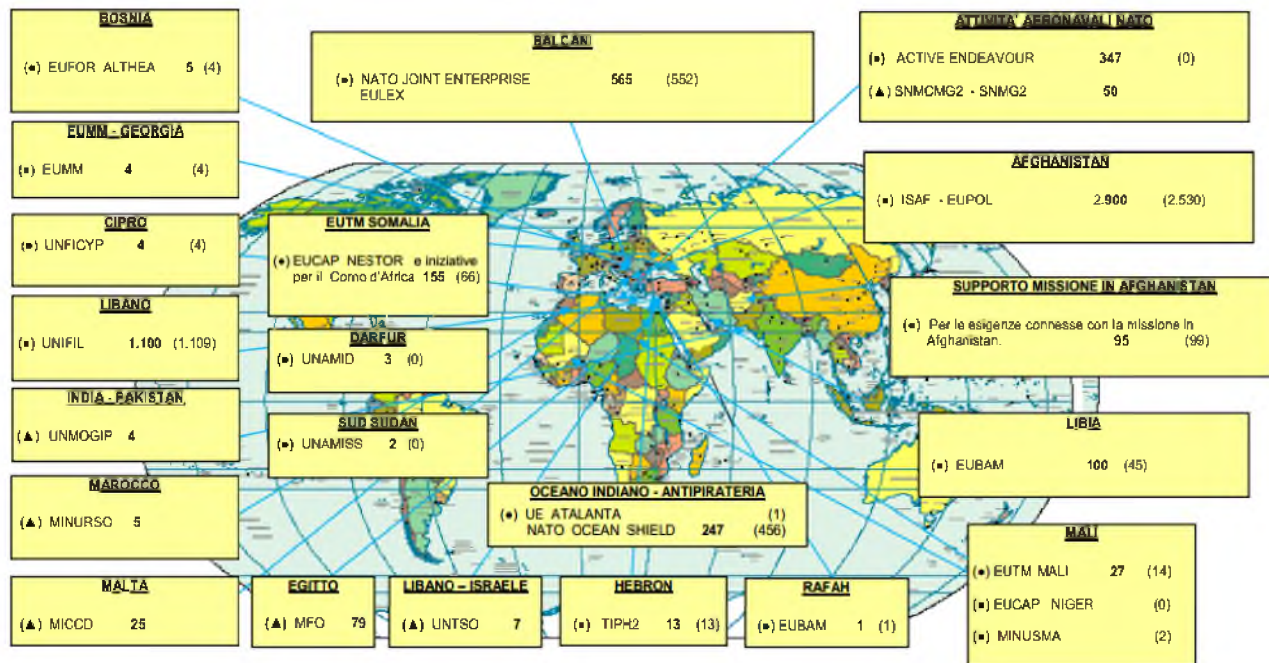 BOSNIA
(•) EUFOR ALTHEA 5 (4)
EUMM - GEORGIA
(▪) EUMM 4 (4)
CIPRO
(▪) UNFICYP 4 (4)
LIBANO
(▪) UNIFIL 1.100 (1.109)
INDIA - PAKISTAN
(▲) UNMOGIP 4
MAROCCO
(▲) MINURSO 5
MALTA
(▲) MICCD 25
BALCANI
(▪) NATO JOINT ENTERPRISE 565 (552)
EULEX
EUTM SOMALIA
(•) EUCAP NESTOR e iniziative
per il Corno d'Africa 155 (66)
DARFUR
(▪) UNAMID 3 (0)
SUD SUDAN
(▪) UNAMISS 2 (0)
OCEANO INDIANO - ANTIPIRATERIA
(•) UE ATALANTA (1)
NATO OCEAN SHIELD 247 (456)
EGITTO
(▲) MFO 79
LIBANO – ISRAELE
(▲) UNTSO 7
HEBRON
(▪) TIPH2 13 (13)
RAFAH
(▪) EUBAM 1 (1)
ATTIVITA' AERONAVALI NATO
(▪) ACTIVE ENDEAVOUR 347 (0)
(▲) SNMCMG2 - SNMG2 50
AFGHANISTAN
(▪) ISAF - EUPOL 2.900 (2.530)
SUPPORTO MISSIONE IN AFGHANISTAN
(▪) Per le esigenze connesse con la missione in
Afghanistan. 95 (99)
LIBIA
(▪) EUBAM 100 (45)
MALI
(•) EUTM MALI 27 (14)
(▪) EUCAP NIGER (0)
(▪) MINUSMA (2)